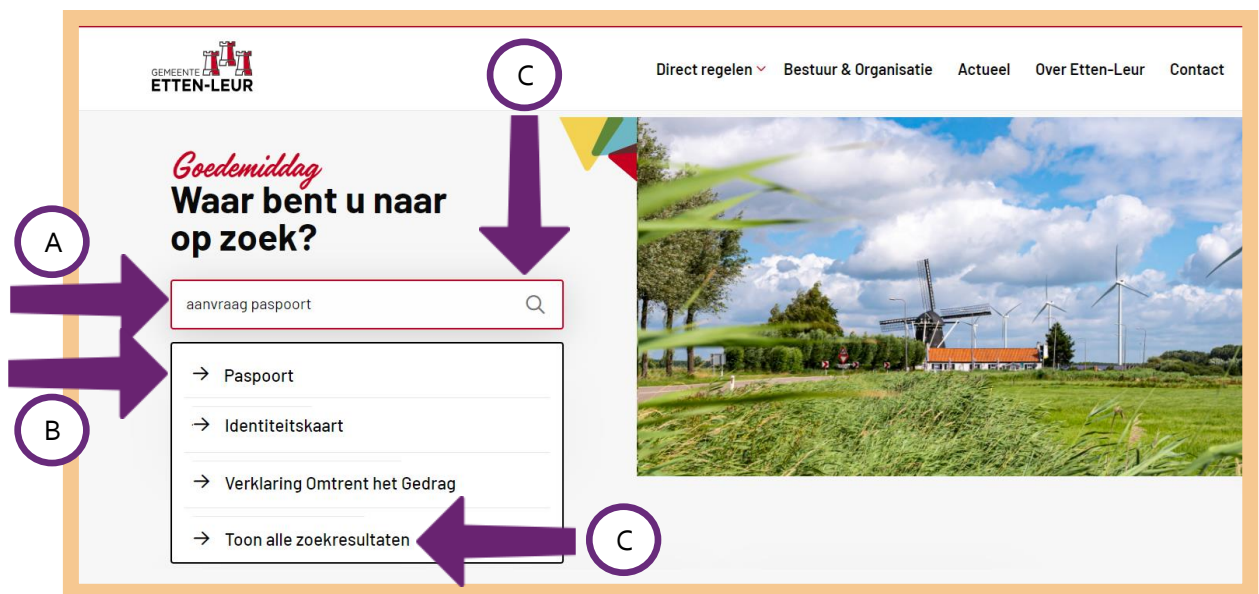 GEMEENTE
ETTEN-LEUR
C
Direct regelen Bestuur & Organisatie Actueel Over Etten-Leur Contact
Goedemiddag
Waar bent u naar
op zoek?
A
aanvraag paspoort
B
→ Paspoort
→ Identiteitskaart
→ Verklaring Omtrent het Gedrag
→ Toon alle zoekresultaten
C